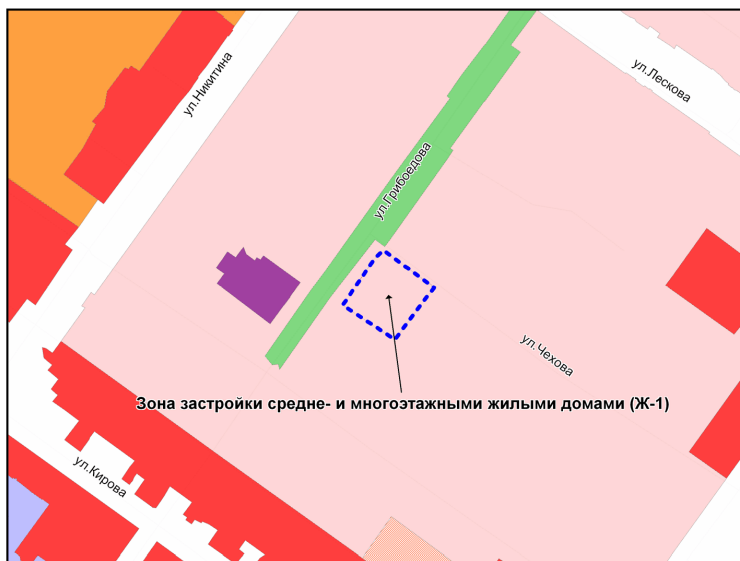 ул.Никитина
ул.Лескова
ул.Грибоедова
ул.Чехова
Зона застройки средне- и многоэтажными жилыми домами (Ж-1)
ул.Кирова